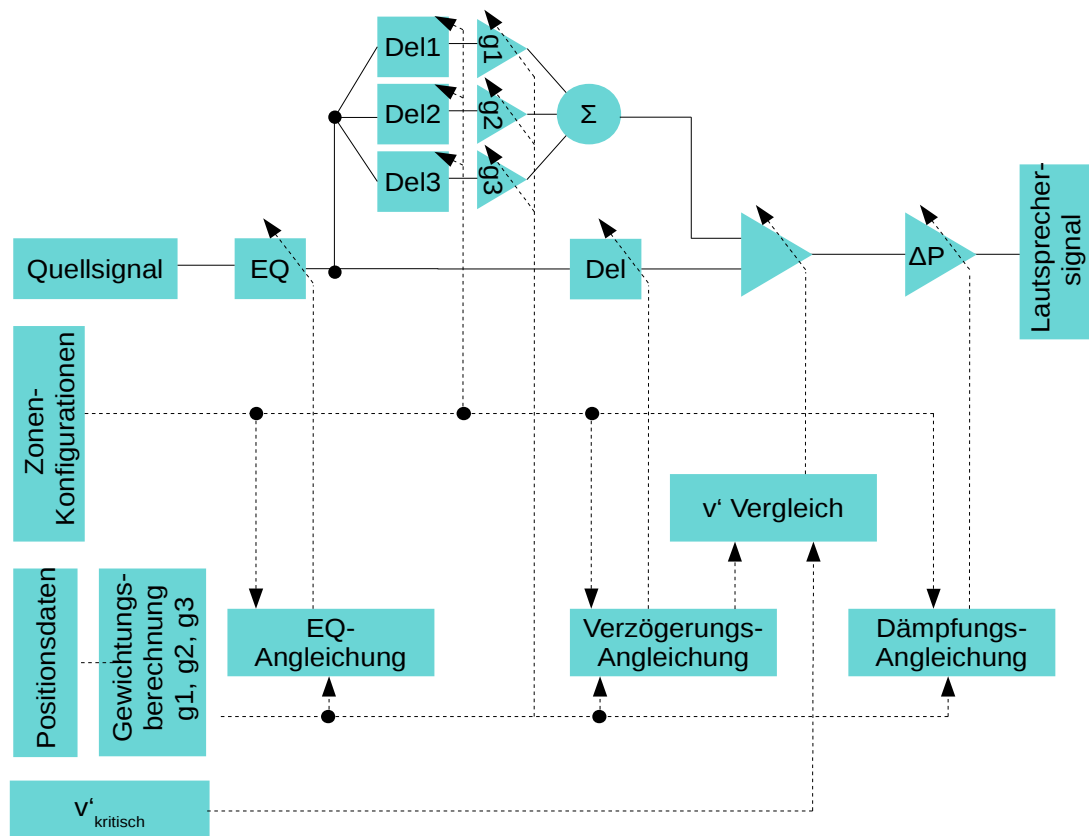 Del1
g1
Del2
g2
Σ
Del3
g3
Quellsignal
EQ
Del
ΔP
Lautsprecher-
signal
Zonen-
Konfigurationen
v‘ Vergleich
Positionsdaten
Gewichtungs-
berechnung
g1, g2, g3
EQ-
Angleichung
Verzögerungs-
Angleichung
Dämpfungs-
Angleichung
v‘kritisch